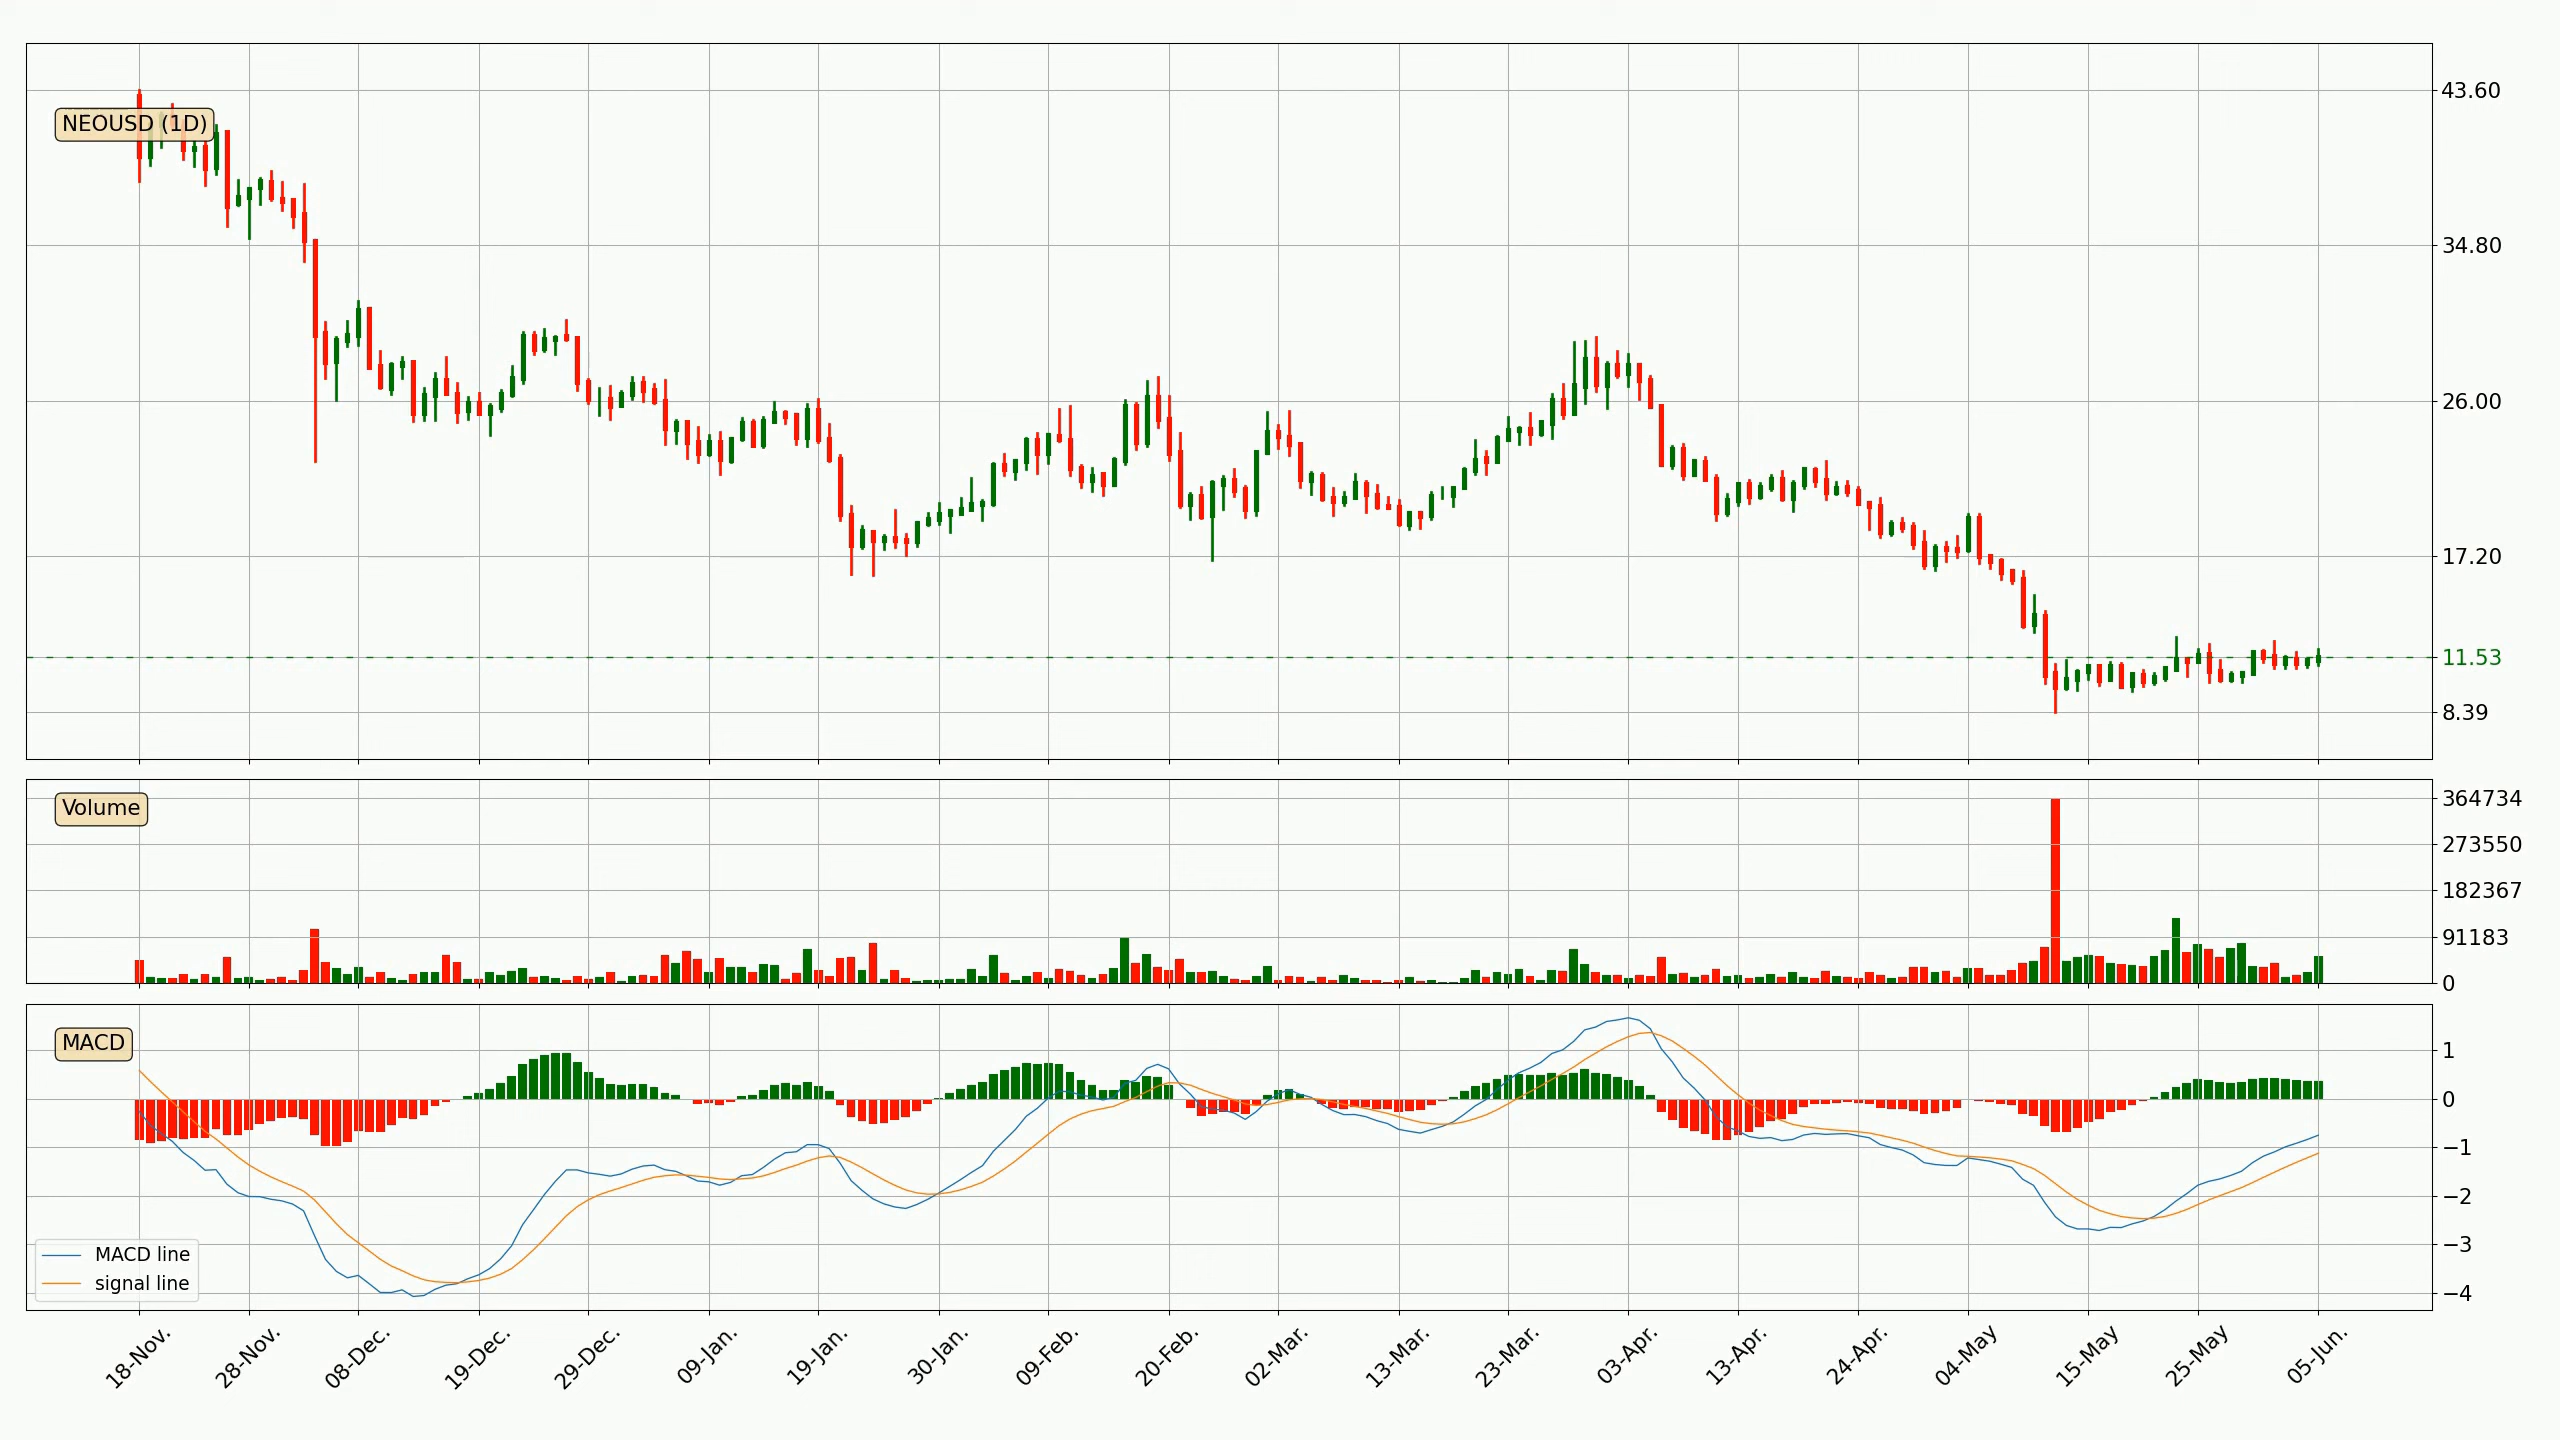 43.60
NEOUSD (1D)
34.80
26.00
17.20
11.53
8.39
Volume
364734
273550
182367
91183
0
MACD
1
0
−1
−2
−3
−4
MACD line
signal line
18-Nov.
28-Nov.
08-Dec.
19-Dec.
29-Dec.
09-Jan.
19-Jan.
30-Jan.
09-Feb.
20-Feb.
02-Mar.
13-Mar.
23-Mar.
03-Apr.
13-Apr.
24-Apr.
04-May
15-May
25-May
05-Jun.